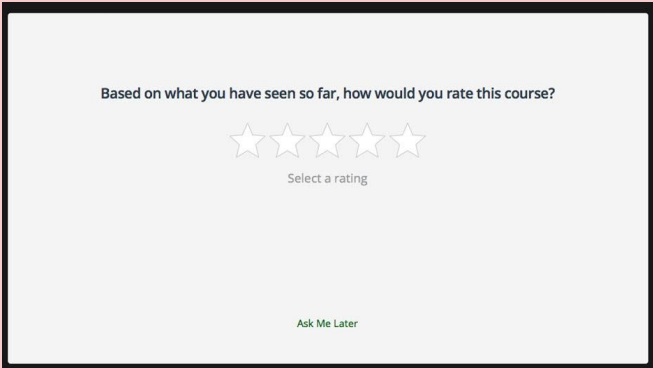 Based on what you have seen so far, how would you rate this course?
Select a rating
Ask Me Later